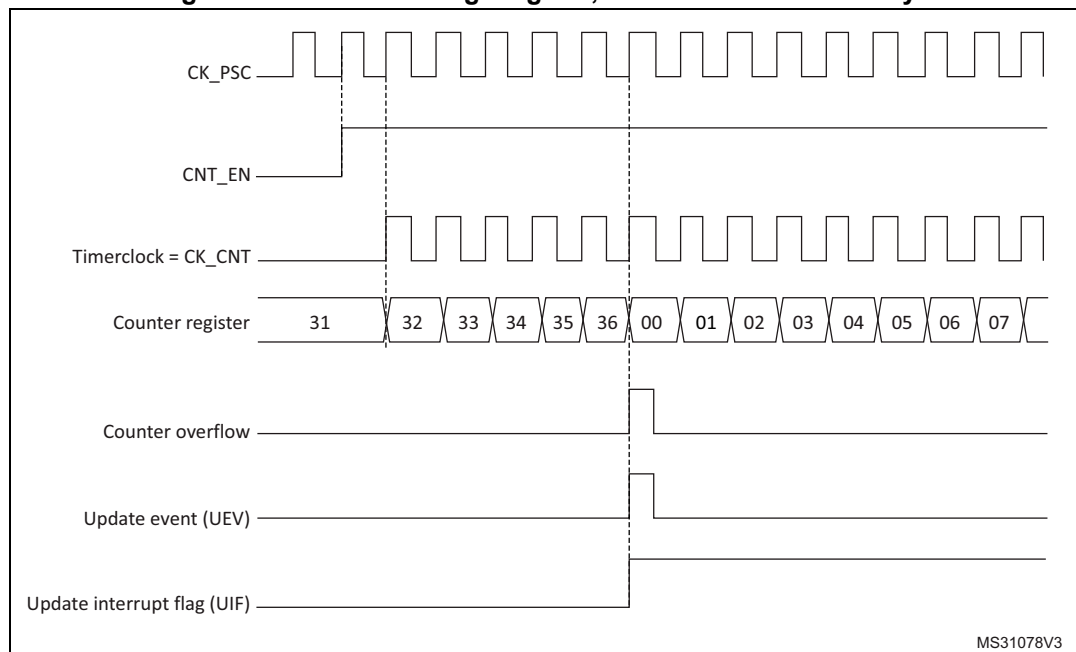 CK_PSC
CNT_EN
Timerclock = CK_CNT
Counter register 31 32 33 34 35 36 00 01 02 03 04 05 06 07
Counter overflow
Update event (UEV)
Update interrupt flag (UIF)
MS31078V3